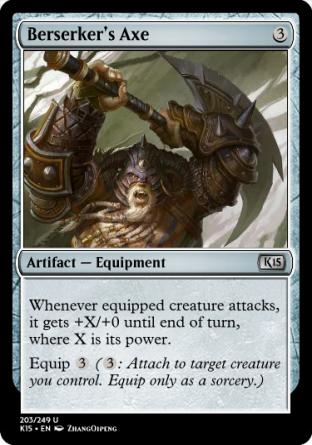 Berserker's Axe 3
Artifact — Equipment K15
Whenever equipped creature attacks,
it gets +X/+0 until end of turn,
where X is its power.
Equip 3 (3: Attach to target creature
you control. Equip only as a sorcery.)
203/249 U
K15 • EN ZhangQipeng